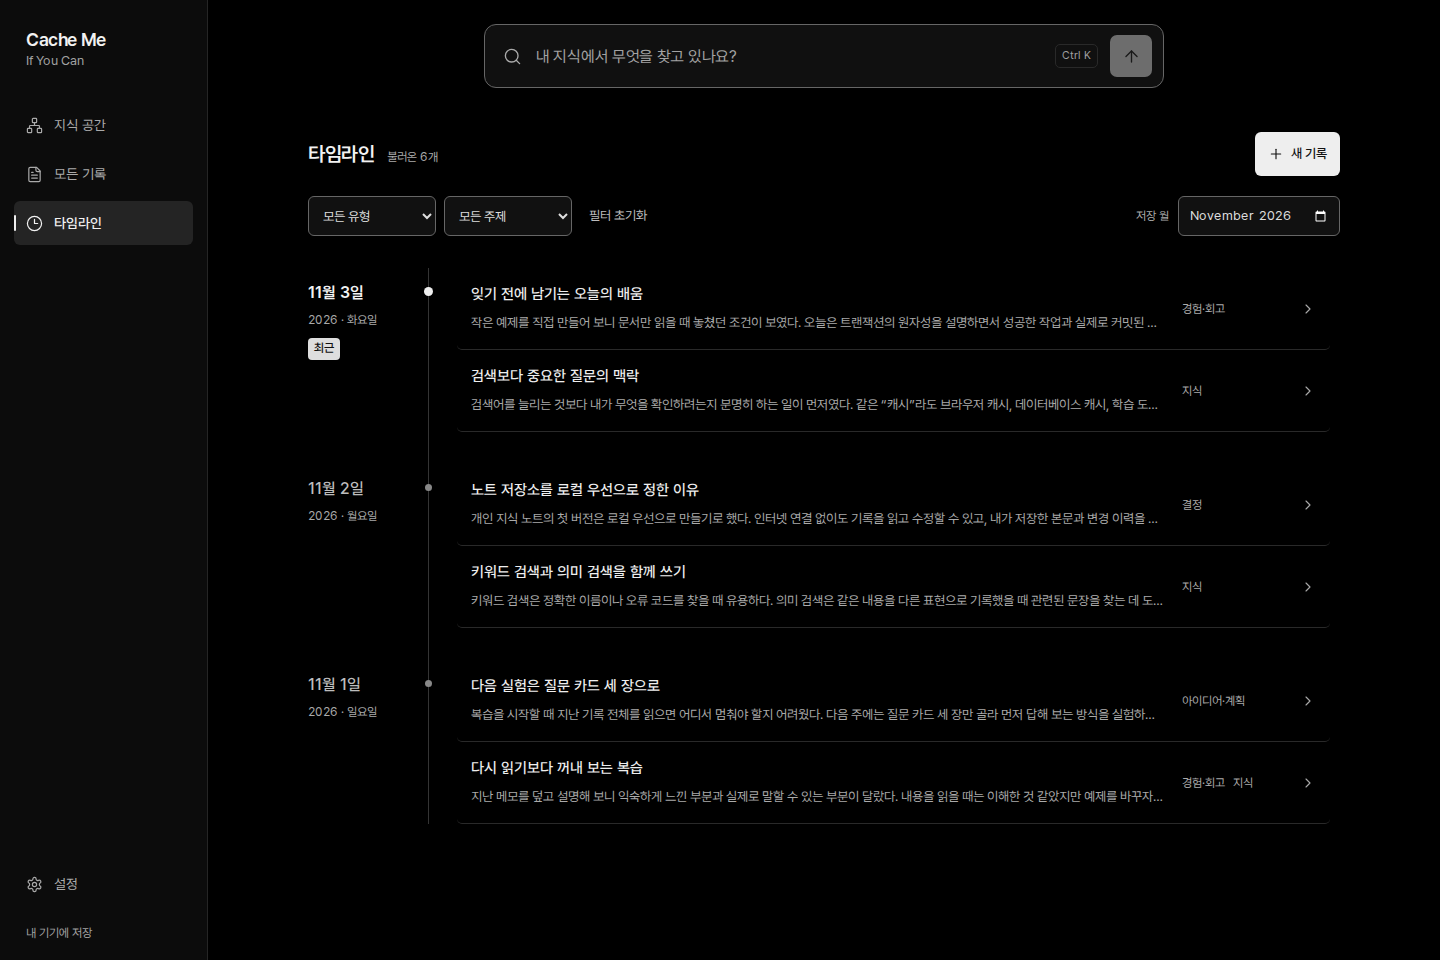 Cache Me
If You Can
지식 공간
모든 기록
타임라인
설정
내 기기에 저장
내 지식에서 무엇을 찾고 있나요?
Ctrl K
타임라인 불러온 6개
새 기록
모든 유형
모든 주제
필터 초기화
저장 월
November 2026
11월 3일
2026 · 화요일
최근
잊기 전에 남기는 오늘의 배움
작은 예제를 직접 만들어 보니 문서만 읽을 때 놓쳤던 조건이 보였다. 오늘은 트랜잭션의 원자성을 설명하면서 성공한 작업과 실제로 커밋된 ...
경험·회고
검색보다 중요한 질문의 맥락
검색어를 늘리는 것보다 내가 무엇을 확인하려는지 분명히 하는 일이 먼저였다. 같은 “캐시”라도 브라우저 캐시, 데이터베이스 캐시, 학습 도...
지식
11월 2일
2026 · 월요일
노트 저장소를 로컬 우선으로 정한 이유
개인 지식 노트의 첫 버전은 로컬 우선으로 만들기로 했다. 인터넷 연결 없이도 기록을 읽고 수정할 수 있고, 내가 저장한 본문과 변경 이력을 ...
결정
키워드 검색과 의미 검색을 함께 쓰기
키워드 검색은 정확한 이름이나 오류 코드를 찾을 때 유용하다. 의미 검색은 같은 내용을 다른 표현으로 기록했을 때 관련된 문장을 찾는 데 도...
지식
11월 1일
2026 · 일요일
다음 실험은 질문 카드 세 장으로
복습을 시작할 때 지난 기록 전체를 읽으면 어디서 멈춰야 할지 어려웠다. 다음 주에는 질문 카드 세 장만 골라 먼저 답해 보는 방식을 실험하...
아이디어·계획
다시 읽기보다 꺼내 보는 복습
지난 메모를 덮고 설명해 보니 익숙하게 느낀 부분과 실제로 말할 수 있는 부분이 달랐다. 내용을 읽을 때는 이해한 것 같았지만 예제를 바꾸자...
경험·회고 지식